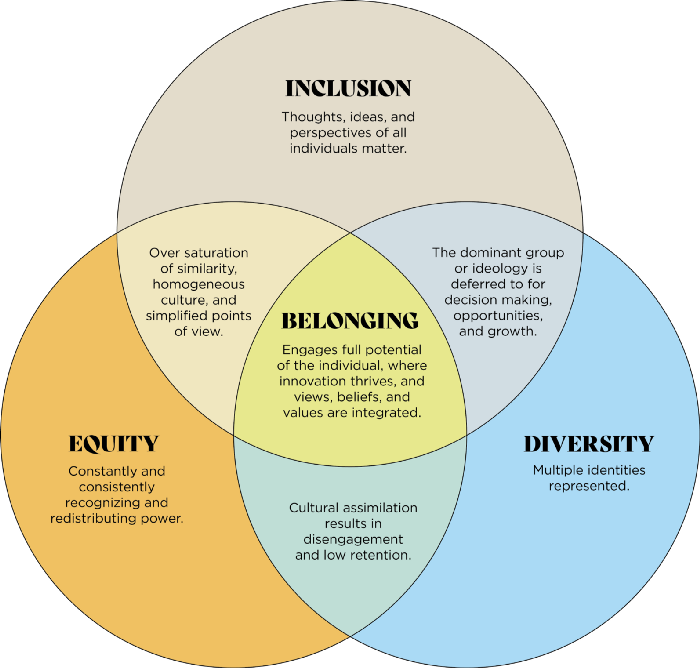 INCLUSION
Thoughts, ideas, and
perspectives of all
individuals matter.
Over saturation
of similarity,
homogeneous
culture, and
simplified points
of view.
The dominant group
or ideology is
deferred to for
decision making,
opportunities,
and growth.
BELONGING
Engages full potential
of the individual, where
innovation thrives, and
views, beliefs, and
values are integrated.
EQUITY
Constantly and
consistently
recognizing and
redistributing power.
DIVERSITY
Multiple identities
represented.
Cultural assimilation
results in
disengagement
and low retention.